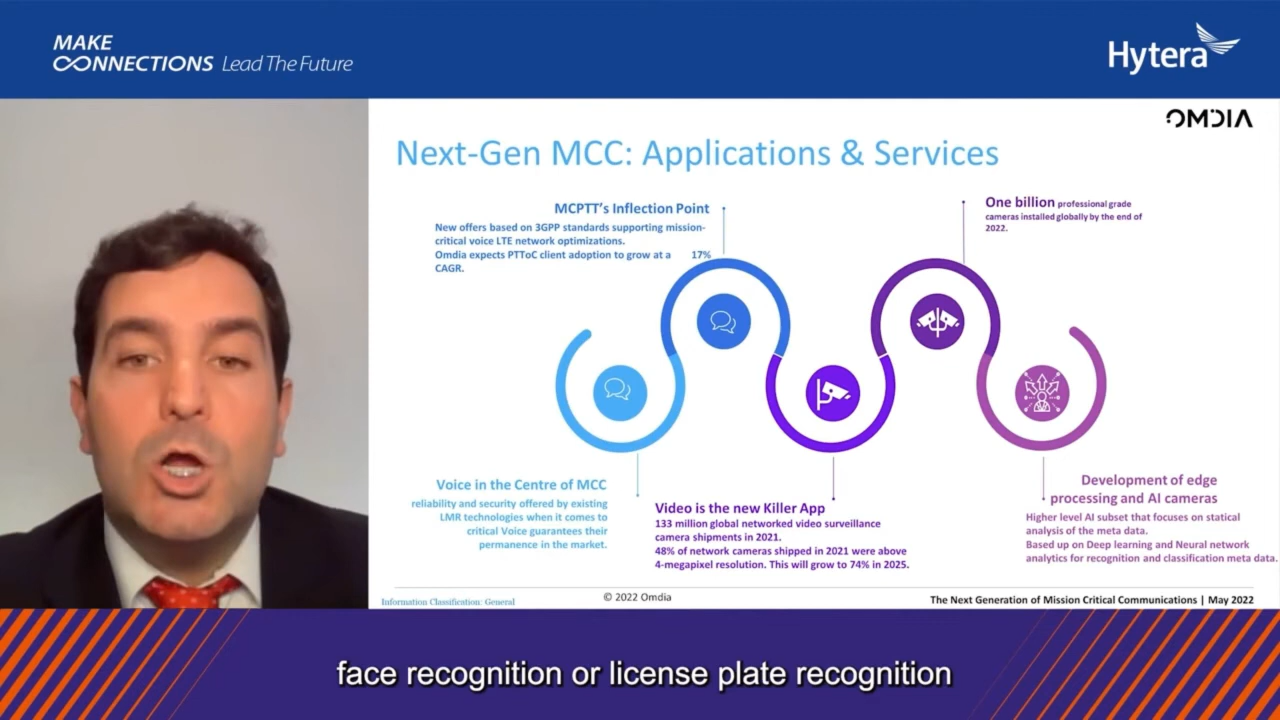 MAKE
CONNECTIONS Lead The Future
Hytera
OMDIA
Next-Gen MCC: Applications & Services
MCPTT's Inflection Point
New offers based on 3GPP standards supporting mission-
critical voice LTE network optimizations.
Omdia expects PTToC client adoption to grow at a 17%
CAGR.
One billion professional grade
cameras installed globally by the end of
2022.
Voice in the Centre of MCC
reliability and security offered by existing
LMR technologies when it comes to
critical Voice guarantees their
permanence in the market.
Video is the new Killer App
133 million global networked video surveillance
camera shipments in 2021.
48% of network cameras shipped in 2021 were above
4-megapixel resolution. This will grow to 74% in 2025.
Development of edge
processing and AI cameras
Higher level AI subset that focuses on statical
analysis of the meta data.
Based up on Deep learning and Neural network
analytics for recognition and classification meta data.
Information Classification: General
© 2022 Omdia
The Next Generation of Mission Critical Communications | May 2022
face recognition or license plate recognition